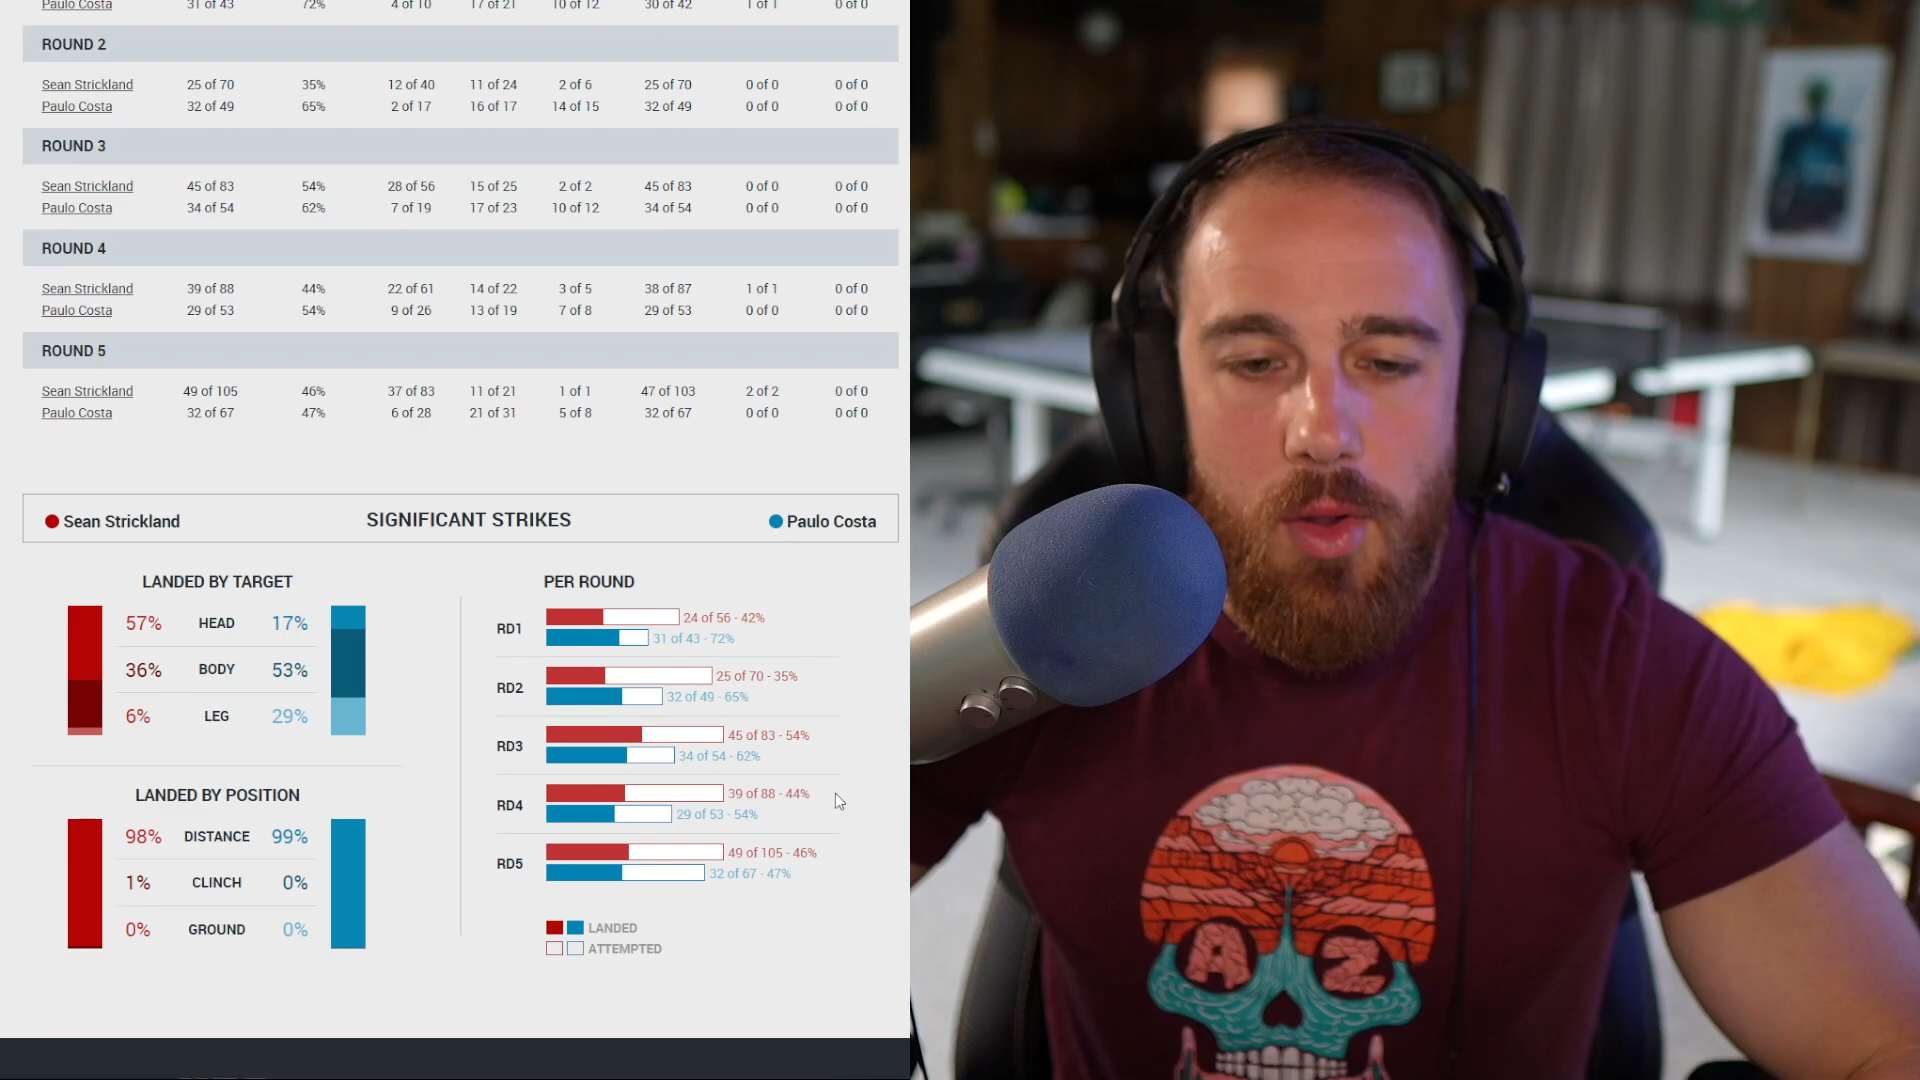 Paulo Costa 31 of 43 72% 4 of 10 17 of 21 10 of 12 30 of 42 1 of 1 0 of 0
ROUND 2
Sean Strickland 25 of 70 35% 12 of 40 11 of 24 2 of 6 25 of 70 0 of 0 0 of 0
Paulo Costa 32 of 49 65% 2 of 17 16 of 17 14 of 15 32 of 49 0 of 0 0 of 0
ROUND 3
Sean Strickland 45 of 83 54% 28 of 56 15 of 25 2 of 2 45 of 83 0 of 0 0 of 0
Paulo Costa 34 of 54 62% 7 of 19 17 of 23 10 of 12 34 of 54 0 of 0 0 of 0
ROUND 4
Sean Strickland 39 of 88 44% 22 of 61 14 of 22 3 of 5 38 of 87 1 of 1 0 of 0
Paulo Costa 29 of 53 54% 9 of 26 13 of 19 7 of 8 29 of 53 0 of 0 0 of 0
ROUND 5
Sean Strickland 49 of 105 46% 37 of 83 11 of 21 1 of 1 47 of 103 2 of 2 0 of 0
Paulo Costa 32 of 67 47% 6 of 28 21 of 31 5 of 8 32 of 67 0 of 0 0 of 0
Sean Strickland SIGNIFICANT STRIKES Paulo Costa
LANDED BY TARGET
57% HEAD 17%
36% BODY 53%
6% LEG 29%
LANDED BY POSITION
98% DISTANCE 99%
1% CLINCH 0%
0% GROUND 0%
PER ROUND
RD1
24 of 56 - 42%
31 of 43 - 72%
RD2
25 of 70 - 35%
32 of 49 - 65%
RD3
45 of 83 - 54%
34 of 54 - 62%
RD4
39 of 88 - 44%
29 of 53 - 54%
RD5
49 of 105 - 46%
32 of 67 - 47%
LANDED
ATTEMPTED
A Z